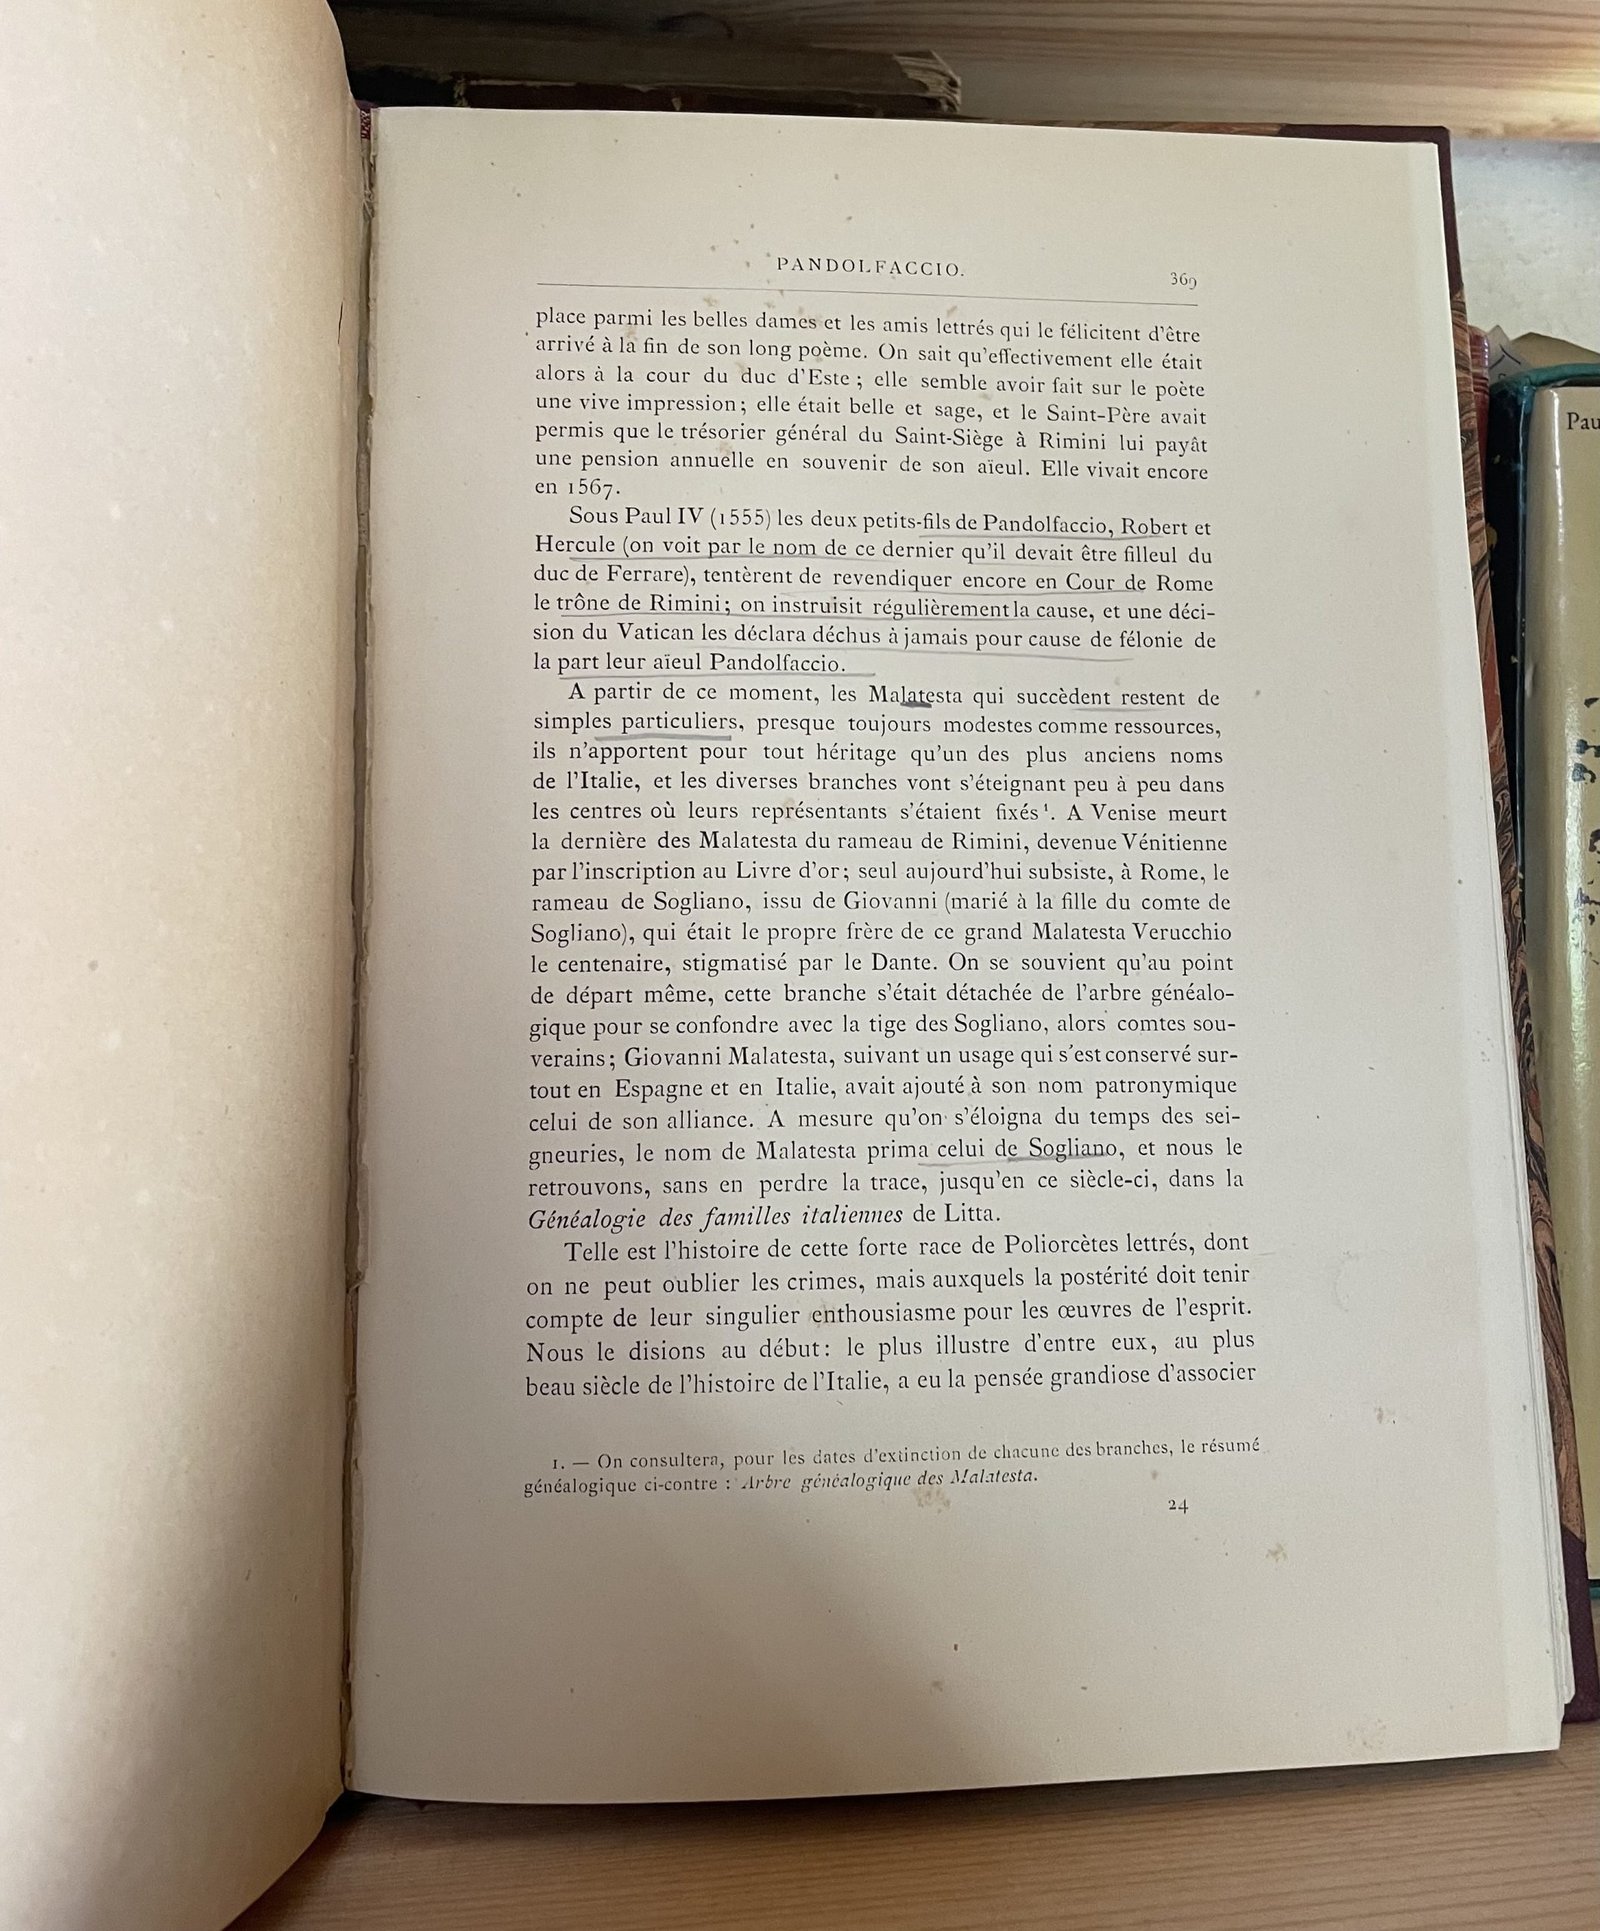 PANDOLFACCIO.
369
place parmi les belles dames et les amis lettrés qui le félicitent d'être
arrivé à la fin de son long poème. On sait qu'effectivement elle était
alors à la cour du duc d'Este; elle semble avoir fait sur le poète
une vive impression; elle était belle et sage, et le Saint-Père avait
permis que le trésorier général du Saint-Siège à Rimini lui payât
une pension annuelle en souvenir de son aïeul. Elle vivait encore
en 1567.
Sous Paul IV (1555) les deux petits-fils de Pandolfaccio, Robert et
Hercule (on voit par le nom de ce dernier qu'il devait être filleul du
duc de Ferrare), tentèrent de revendiquer encore en Cour de Rome
le trône de Rimini; on instruisit régulièrement la cause, et une déci-
sion du Vatican les déclara déchus à jamais pour cause de félonie de
la part leur aïeul Pandolfaccio.
A partir de ce moment, les Malatesta qui succèdent restent de
simples particuliers, presque toujours modestes comme ressources,
ils n'apportent pour tout héritage qu'un des plus anciens noms
de l'Italie, et les diverses branches vont s'éteignant peu à peu dans
les centres où leurs représentants s'étaient fixés¹. A Venise meurt
la dernière des Malatesta du rameau de Rimini, devenue Vénitienne
par l'inscription au Livre d'or; seul aujourd'hui subsiste, à Rome, le
rameau de Sogliano, issu de Giovanni (marié à la fille du comte de
Sogliano), qui était le propre frère de ce grand Malatesta Verucchio
le centenaire, stigmatisé par le Dante. On se souvient qu'au point
de départ même, cette branche s'était détachée de l'arbre généalo-
gique pour se confondre avec la tige des Sogliano, alors comtes sou-
verains; Giovanni Malatesta, suivant un usage qui s'est conservé sur-
tout en Espagne et en Italie, avait ajouté à son nom patronymique
celui de son alliance. A mesure qu'on s'éloigna du temps des sei-
gneuries, le nom de Malatesta prima celui de Sogliano, et nous le
retrouvons, sans en perdre la trace, jusqu'en ce siècle-ci, dans la
Généalogie des familles italiennes de Litta.
Telle est l'histoire de cette forte race de Poliorcètes lettrés, dont
on ne peut oublier les crimes, mais auxquels la postérité doit tenir
compte de leur singulier enthousiasme pour les œuvres de l'esprit.
Nous le disions au début: le plus illustre d'entre eux, au plus
beau siècle de l'histoire de l'Italie, a eu la pensée grandiose d'associer
1. — On consultera, pour les dates d'extinction de chacune des branches, le résumé
généalogique ci-contre : Arbre généalogique des Malatesta.
24
Pau